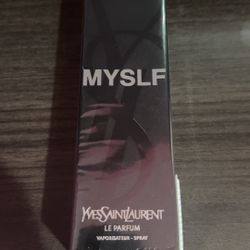 MYSLF
YVESSAINTLAURENT
LE PARFUM
VAPORISATEUR - SPRAY